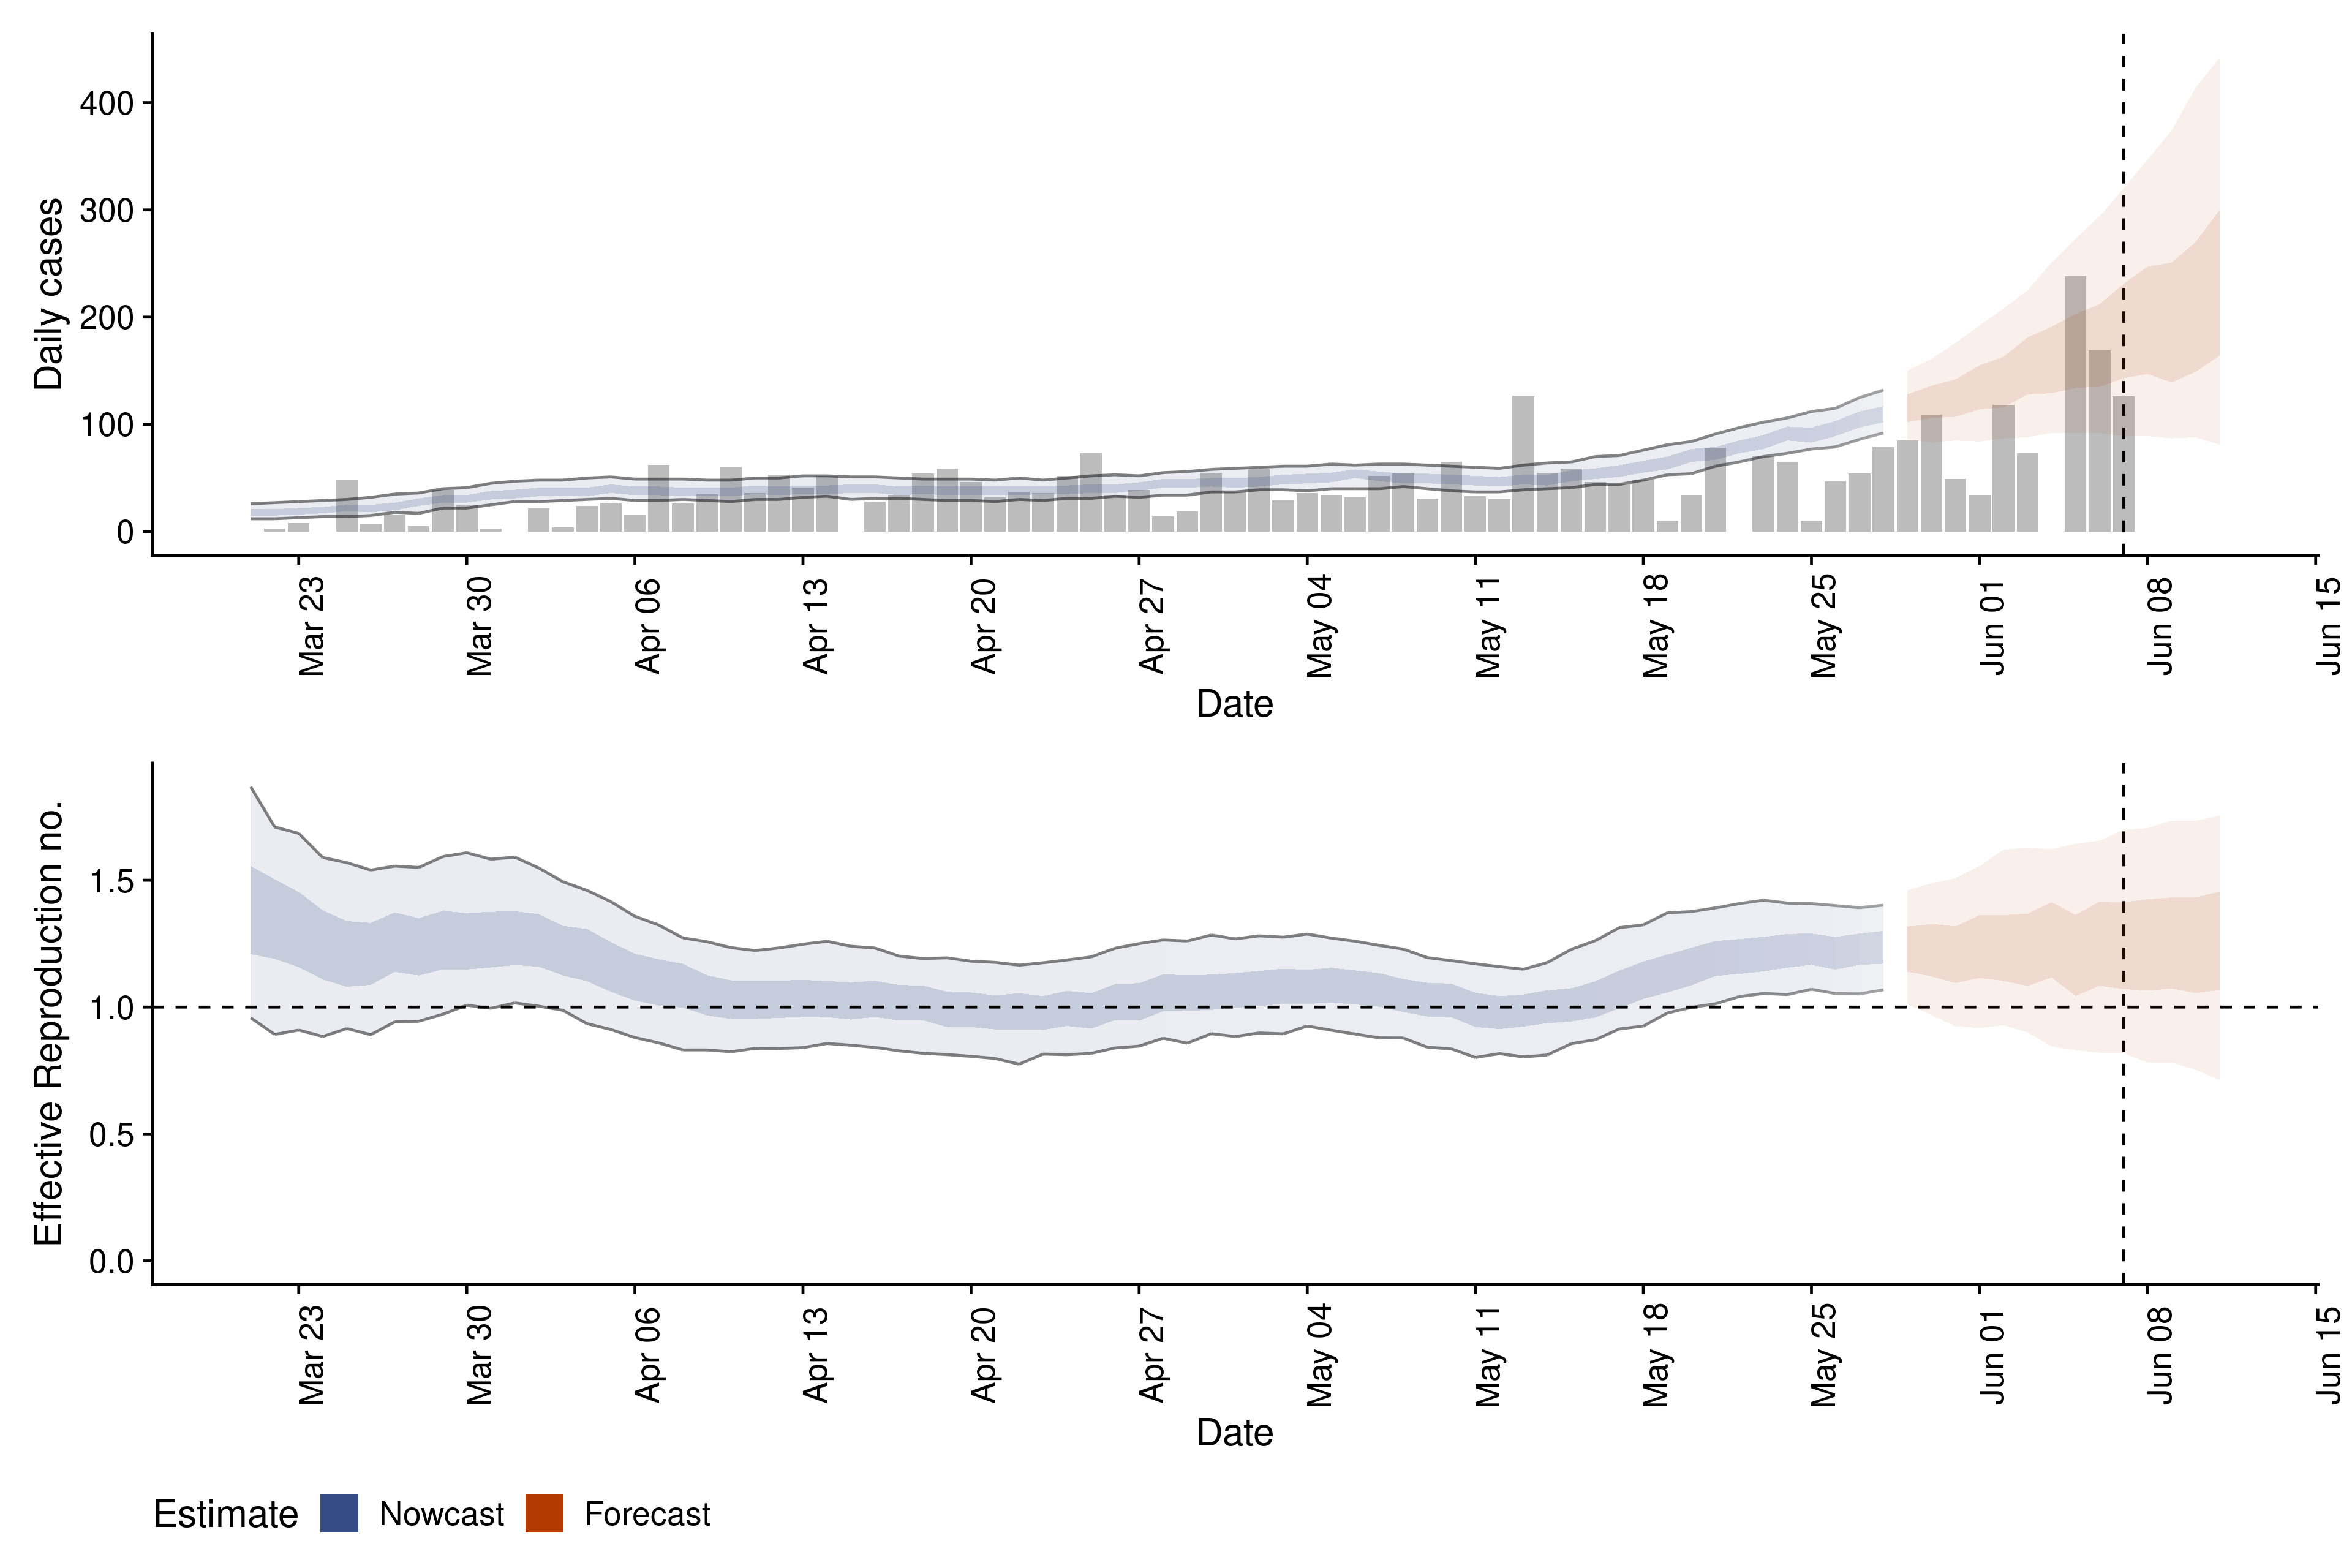 Daily cases
400
300
200
100
0
Mar 23
Mar 30
Apr 06
Apr 13
Apr 20
Apr 27
May 04
May 11
May 18
May 25
Jun 01
Jun 08
Jun 15
Date
Effective Reproduction no.
1.5
1.0
0.5
0.0
Mar 23
Mar 30
Apr 06
Apr 13
Apr 20
Apr 27
May 04
May 11
May 18
May 25
Jun 01
Jun 08
Jun 15
Date
Estimate Nowcast Forecast